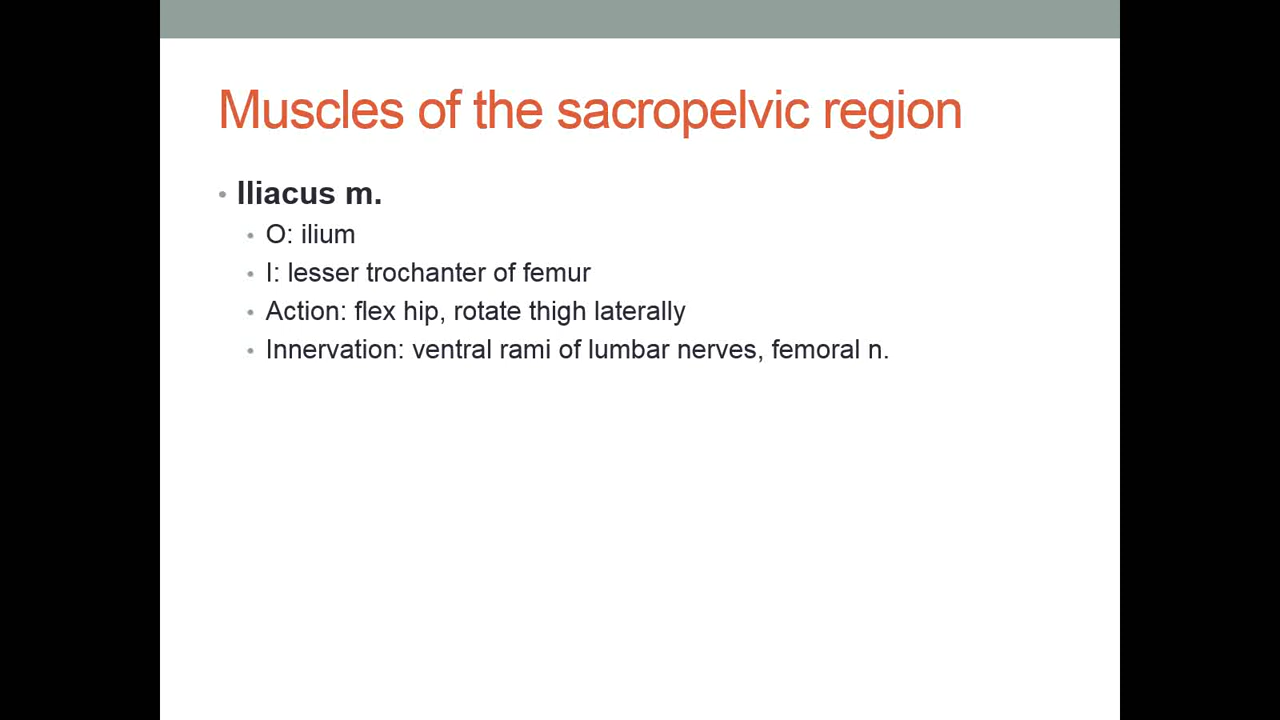 Muscles of the sacropelvic region
• Iliacus m.
• O: ilium
• I: lesser trochanter of femur
• Action: flex hip, rotate thigh laterally
• Innervation: ventral rami of lumbar nerves, femoral n.